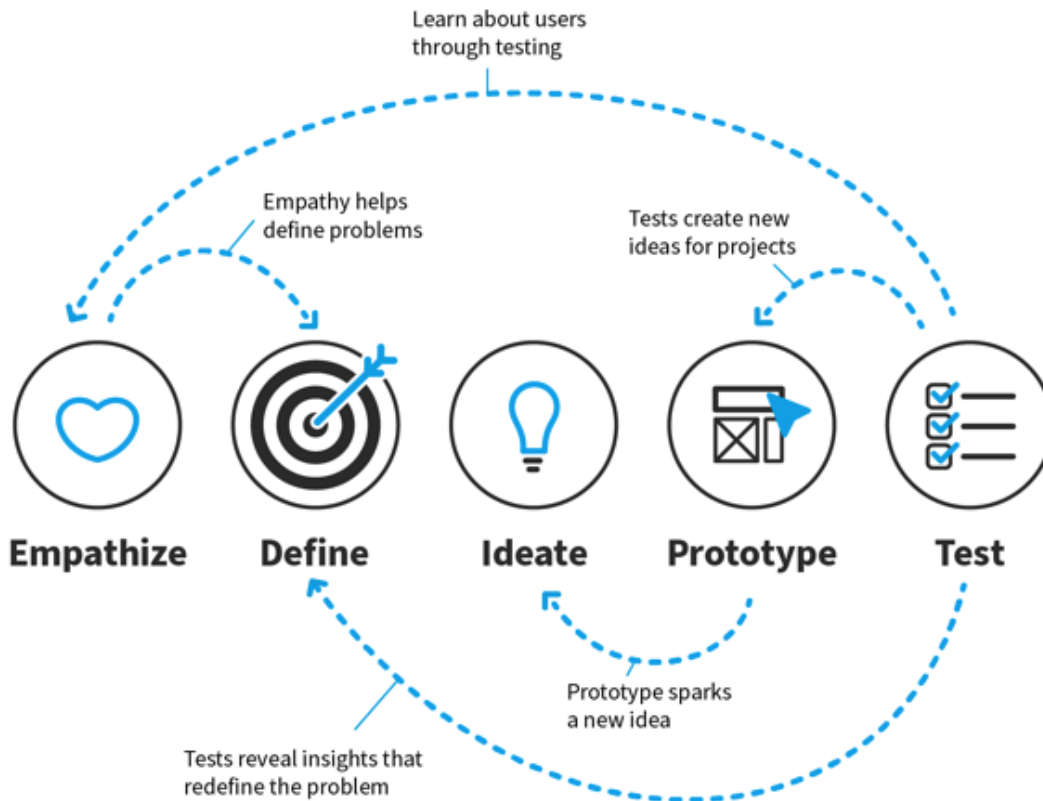 Learn about users
through testing
Empathy helps
define problems
Tests create new
ideas for projects
Empathize
Define
Ideate
Prototype
Test
Prototype sparks
a new idea
Tests reveal insights that
redefine the problem